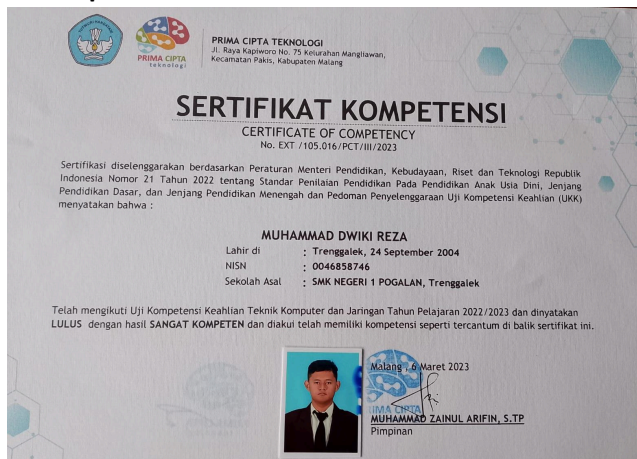 PRIMA CIPTA
teknologi
PRIMA CIPTA TEKNOLOGI
Jl. Raya Kapiworo No. 75 Kelurahan Mangliawan,
Kecamatan Pakis, Kabupaten Malang
SERTIFIKAT KOMPETENSI
CERTIFICATE OF COMPETENCY
No. EXT /105.016/PCT/III/2023
Sertifikasi diselenggarakan berdasarkan Peraturan Menteri Pendidikan, Kebudayaan, Riset dan Teknologi Republik
Indonesia Nomor 21 Tahun 2022 tentang Standar Penilaian Pendidikan Pada Pendidikan Anak Usia Dini, Jenjang
Pendidikan Dasar, dan Jenjang Pendidikan Menengah dan Pedoman Penyelenggaraan Uji Kompetensi Keahlian (UKK)
menyatakan bahwa :
MUHAMMAD DWIKI REZA
Lahir di : Trenggalek, 24 September 2004
NISN : 0046858746
Sekolah Asal : SMK NEGERI 1 POGALAN, Trenggalek
Telah mengikuti Uji Kompetensi Keahlian Teknik Komputer dan Jaringan Tahun Pelajaran 2022/2023 dan dinyatakan
LULUS dengan hasil SANGAT KOMPETEN dan diakui telah memiliki kompetensi seperti tercantum di balik sertifikat ini.
Malang , 6 Maret 2023
MUHAMMAD ZAINUL ARIFIN, S.TP
Pimpinan